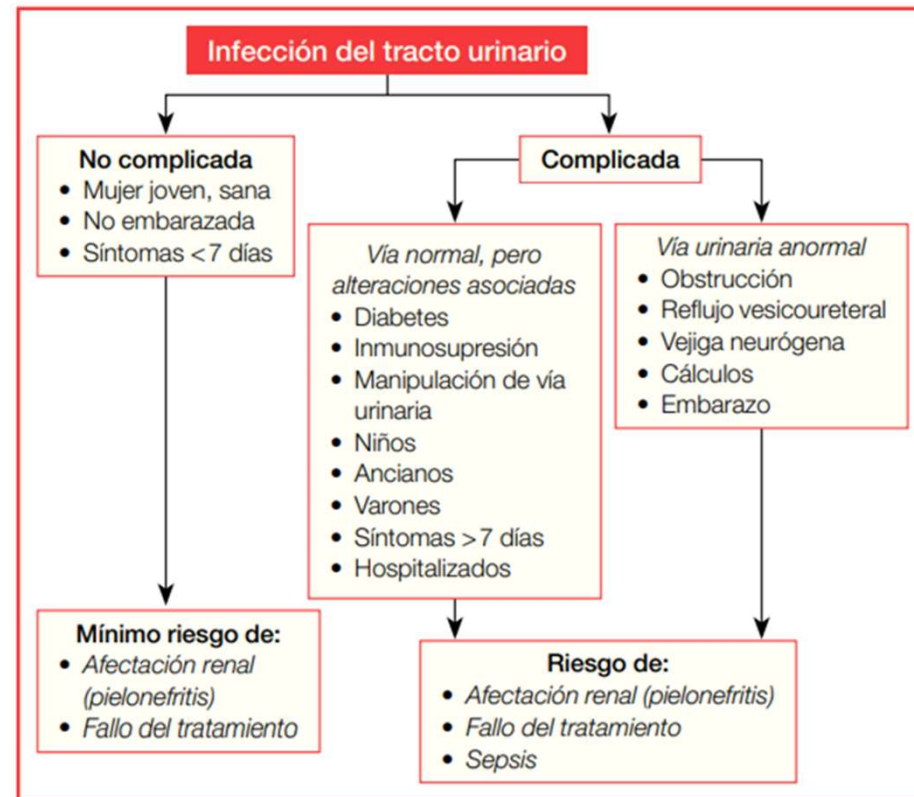 Infección del tracto urinario
No complicada
• Mujer joven, sana
• No embarazada
• Síntomas <7 días
Complicada
Vía normal, pero
alteraciones asociadas
• Diabetes
• Inmunosupresión
• Manipulación de vía
urinaria
• Niños
• Ancianos
• Varones
• Síntomas >7 días
• Hospitalizados
Vía urinaria anormal
• Obstrucción
• Reflujo vesicoureteral
• Vejiga neurógena
• Cálculos
• Embarazo
Mínimo riesgo de:
• Afectación renal
(pielonefritis)
• Fallo del tratamiento
Riesgo de:
• Afectación renal (pielonefritis)
• Fallo del tratamiento
• Sepsis